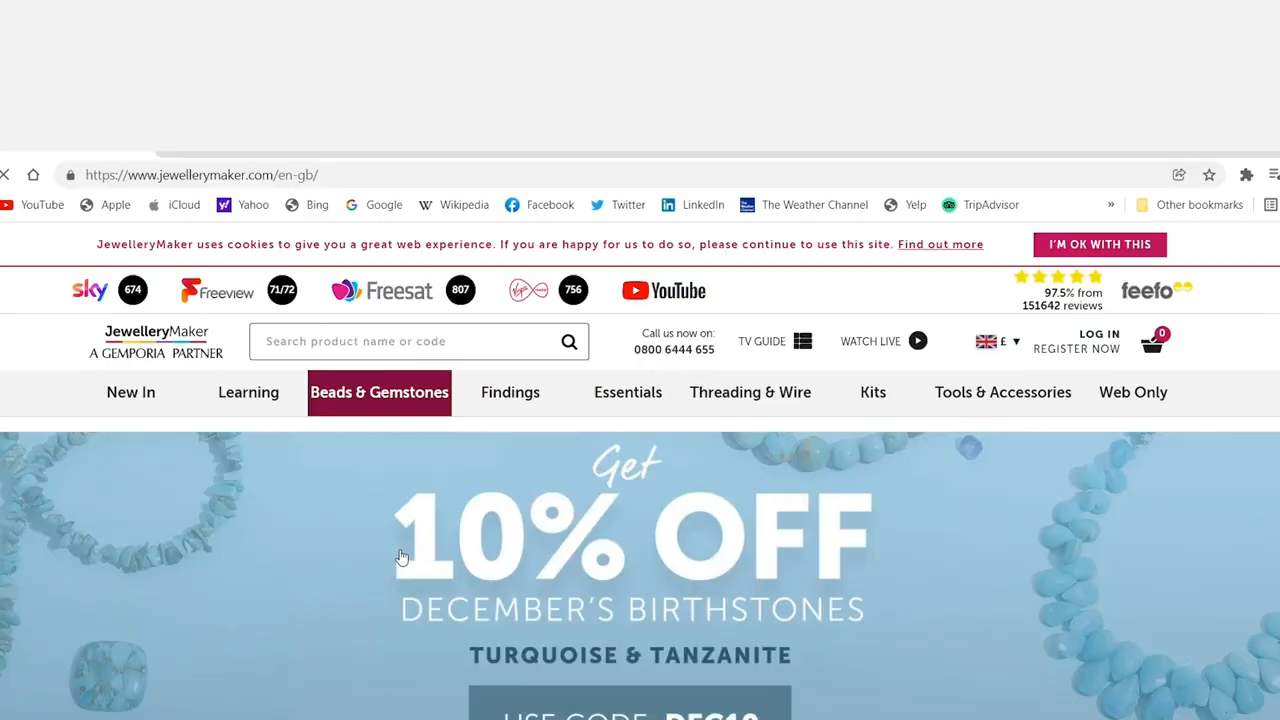 https://www.jewellerymaker.com/en-gb/
YouTube Apple iCloud Yahoo Bing Google Wikipedia Facebook Twitter LinkedIn The Weather Channel Yelp TripAdvisor » Other bookmarks
JewelleryMaker uses cookies to give you a great web experience. If you are happy for us to do so, please continue to use this site. Find out more I'M OK WITH THIS
sky 674 Freeview 71/72 Freesat 807 Virgin media 756 YouTube
97.5% from
151642 reviews
feefo
JewelleryMaker
A GEMPORIA PARTNER
Search product name or code
Call us now on:
0800 6444 655
TV GUIDE
WATCH LIVE
£
LOG IN
REGISTER NOW
0
New In Learning Beads & Gemstones Findings Essentials Threading & Wire Kits Tools & Accessories Web Only
Get
10% OFF
DECEMBER'S BIRTHSTONES
TURQUOISE & TANZANITE
USE CODE DEC10